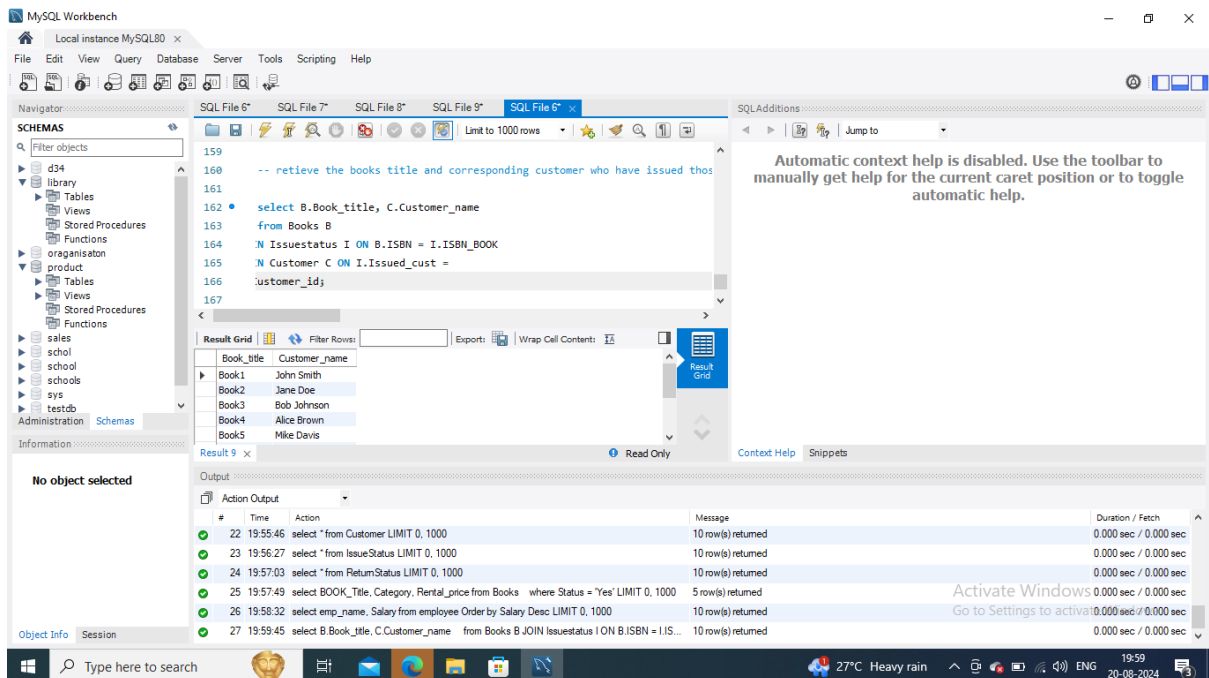 MySQL Workbench
Local instance MySQL80
File Edit View Query Database Server Tools Scripting Help
Navigator
SCHEMAS
Filter objects
d34
library
Tables
Views
Stored Procedures
Functions
oraganisaton
product
Tables
Views
Stored Procedures
Functions
sales
schol
school
schools
sys
testdb
Administration Schemas
Information
No object selected
Object Info Session
SQL File 6* SQL File 7* SQL File 8* SQL File 9* SQL File 6*
Limit to 1000 rows
159
160 -- retieve the books title and corresponding customer who have issued thos
161
162 select B.Book_title, C.Customer_name
163 from Books B
164 IN Issuestatus I ON B.ISBN = I.ISBN_BOOK
165 IN Customer C ON I.Issued_cust =
166 Customer_id;
167
Result Grid Filter Rows: Export: Wrap Cell Content:
Book_title Customer_name
Book1 John Smith
Book2 Jane Doe
Book3 Bob Johnson
Book4 Alice Brown
Book5 Mike Davis
Result Grid
Result 9 Read Only
SQLAdditions
Jump to
Automatic context help is disabled. Use the toolbar to
manually get help for the current caret position or to toggle
automatic help.
Context Help Snippets
Output
Action Output
# Time Action Message Duration / Fetch
22 19:55:46 select * from Customer LIMIT 0, 1000 10 row(s) returned 0.000 sec / 0.000 sec
23 19:56:27 select * from IssueStatus LIMIT 0, 1000 10 row(s) returned 0.000 sec / 0.000 sec
24 19:57:03 select * from ReturnStatus LIMIT 0, 1000 10 row(s) returned 0.000 sec / 0.000 sec
25 19:57:49 select BOOK_Title, Category, Rental_price from Books where Status = 'Yes' LIMIT 0, 1000 5 row(s) returned 0.000 sec / 0.000 sec
26 19:58:32 select emp_name, Salary from employee Order by Salary Desc LIMIT 0, 1000 10 row(s) returned 0.000 sec / 0.000 sec
27 19:59:45 select B.Book_title, C.Customer_name from Books B JOIN Issuestatus I ON B.ISBN = I.IS... 10 row(s) returned 0.000 sec / 0.000 sec
Activate Windows
Go to Settings to activate Windows.
Type here to search
27°C Heavy rain
ENG
19:59
20-08-2024
3